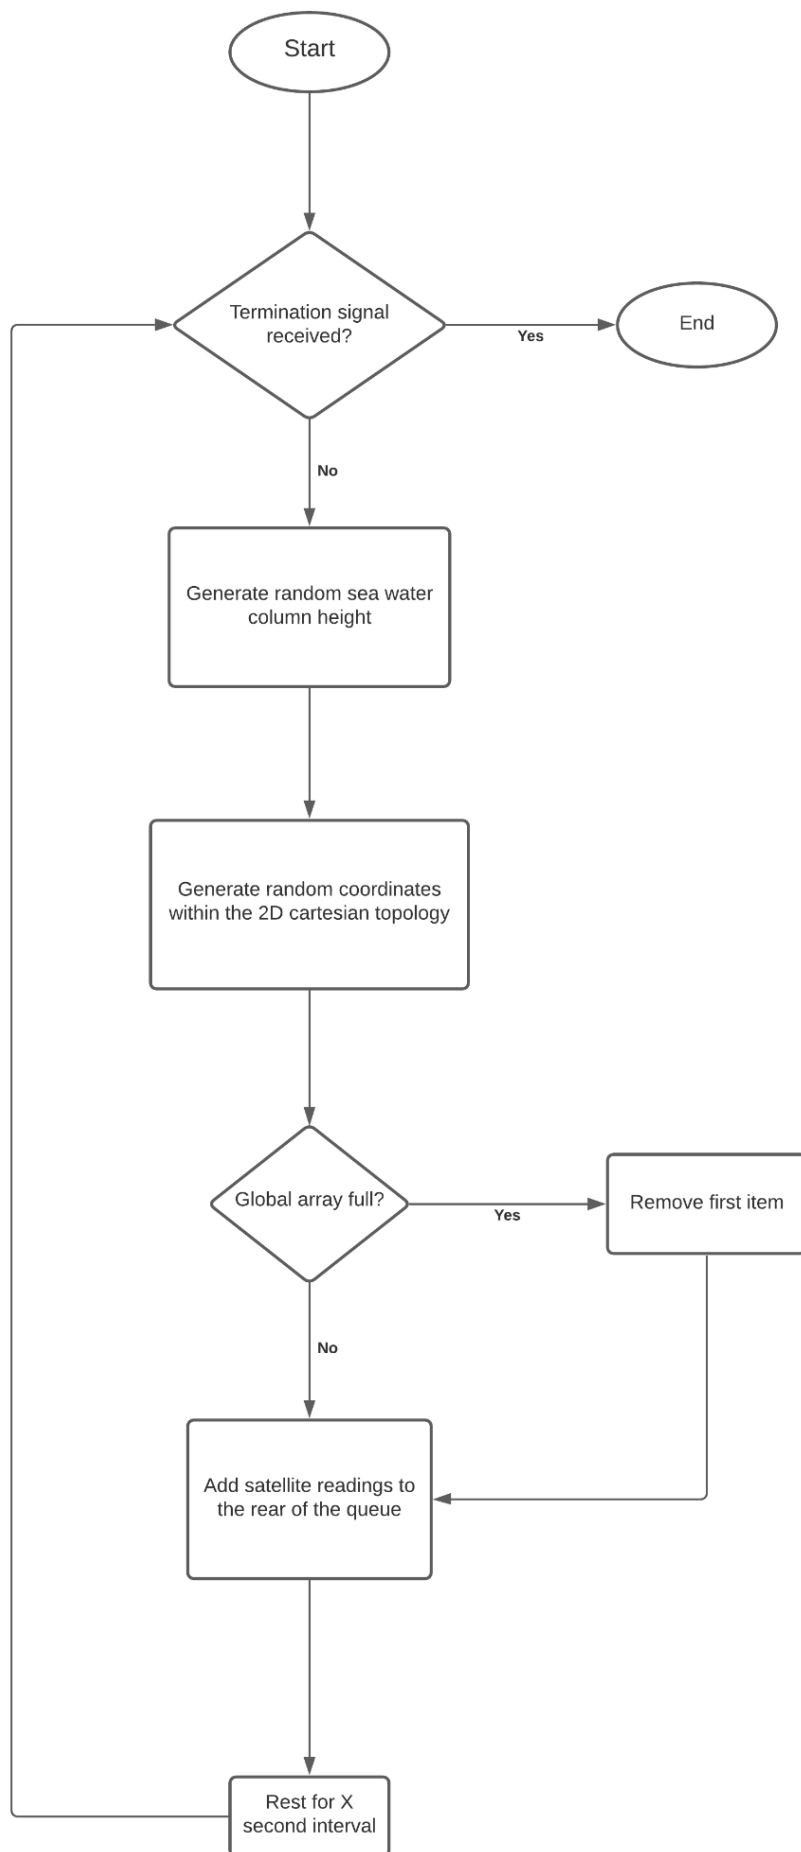 Start
Termination signal
received?
Yes
End
No
Generate random sea water
column height
Generate random coordinates
within the 2D cartesian topology
Global array full?
Yes
Remove first item
No
Add satellite readings to
the rear of the queue
Rest for X
second interval